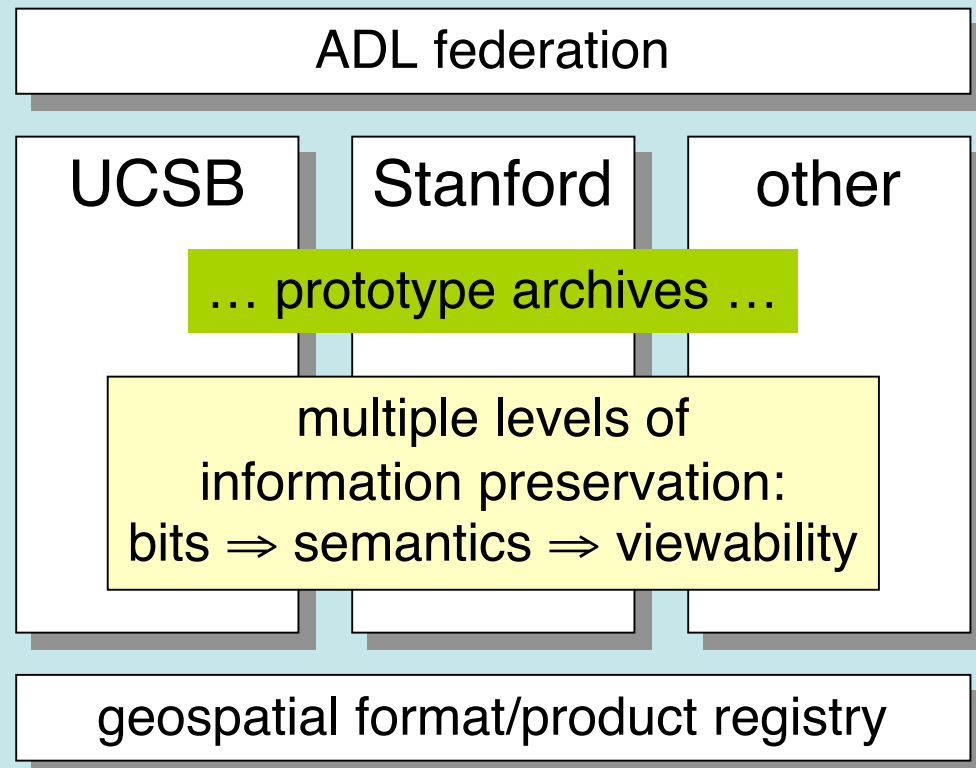 ADL federation
UCSB
Stanford
other
… prototype archives …
multiple levels of
information preservation:
bits ⇒ semantics ⇒ viewability
geospatial format/product registry